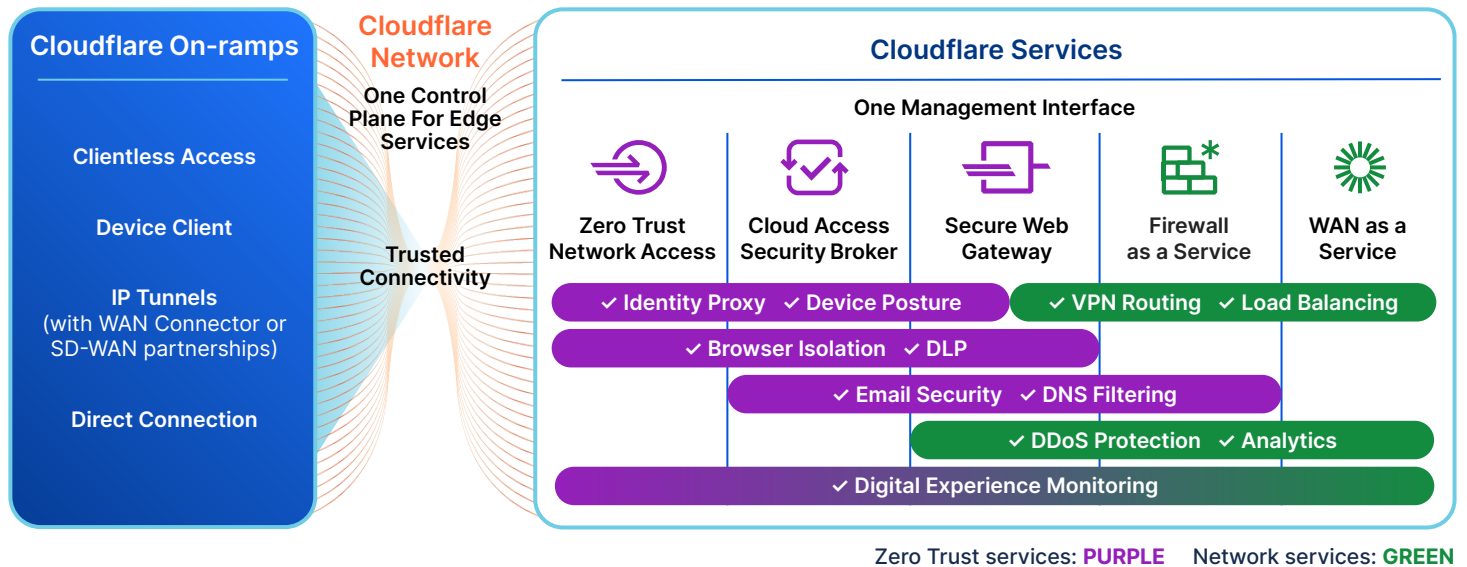 Cloudflare On-ramps
Clientless Access
Device Client
IP Tunnels
(with WAN Connector or
SD-WAN partnerships)
Direct Connection
Cloudflare
Network
One Control
Plane For Edge
Services
Trusted
Connectivity
Cloudflare Services
One Management Interface
Zero Trust
Network Access
Cloud Access
Security Broker
Secure Web
Gateway
Firewall
as a Service
WAN as a
Service
✓ Identity Proxy ✓ Device Posture
✓ VPN Routing ✓ Load Balancing
✓ Browser Isolation ✓ DLP
✓ Email Security ✓ DNS Filtering
✓ DDoS Protection ✓ Analytics
✓ Digital Experience Monitoring
Zero Trust services: PURPLE Network services: GREEN